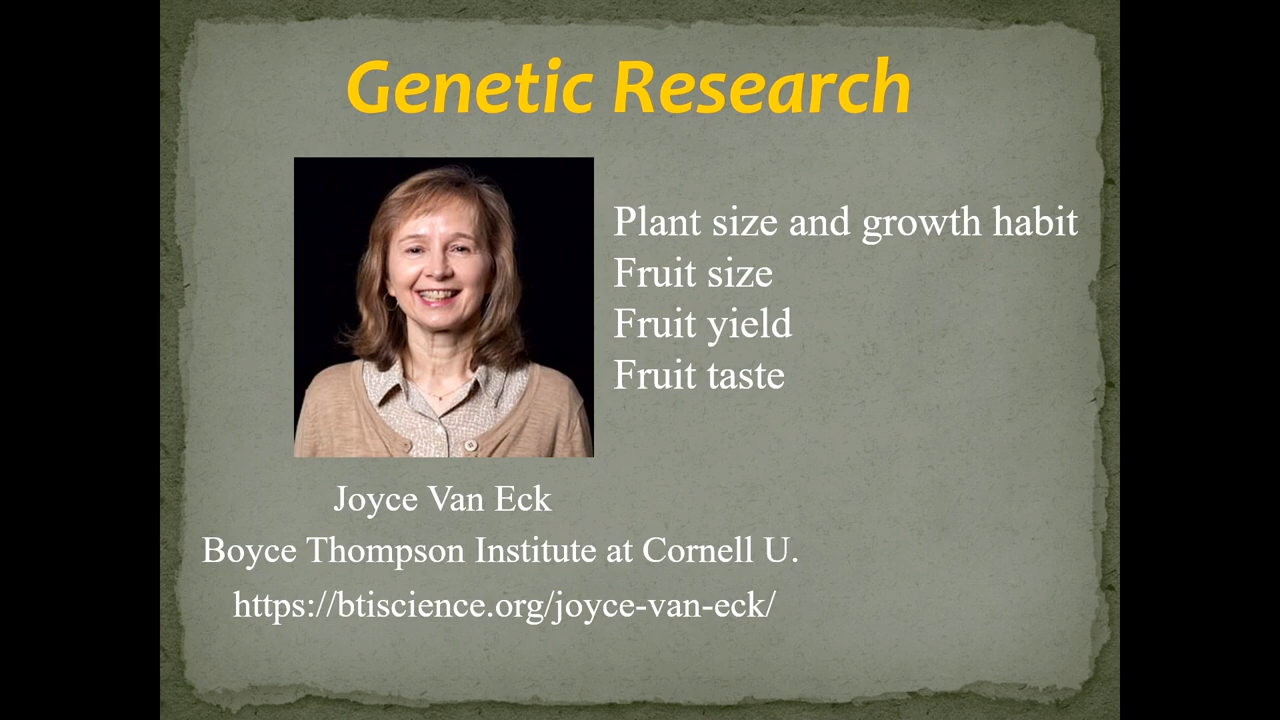 Genetic Research
Plant size and growth habit
Fruit size
Fruit yield
Fruit taste
Joyce Van Eck
Boyce Thompson Institute at Cornell U.
https://btiscience.org/joyce-van-eck/